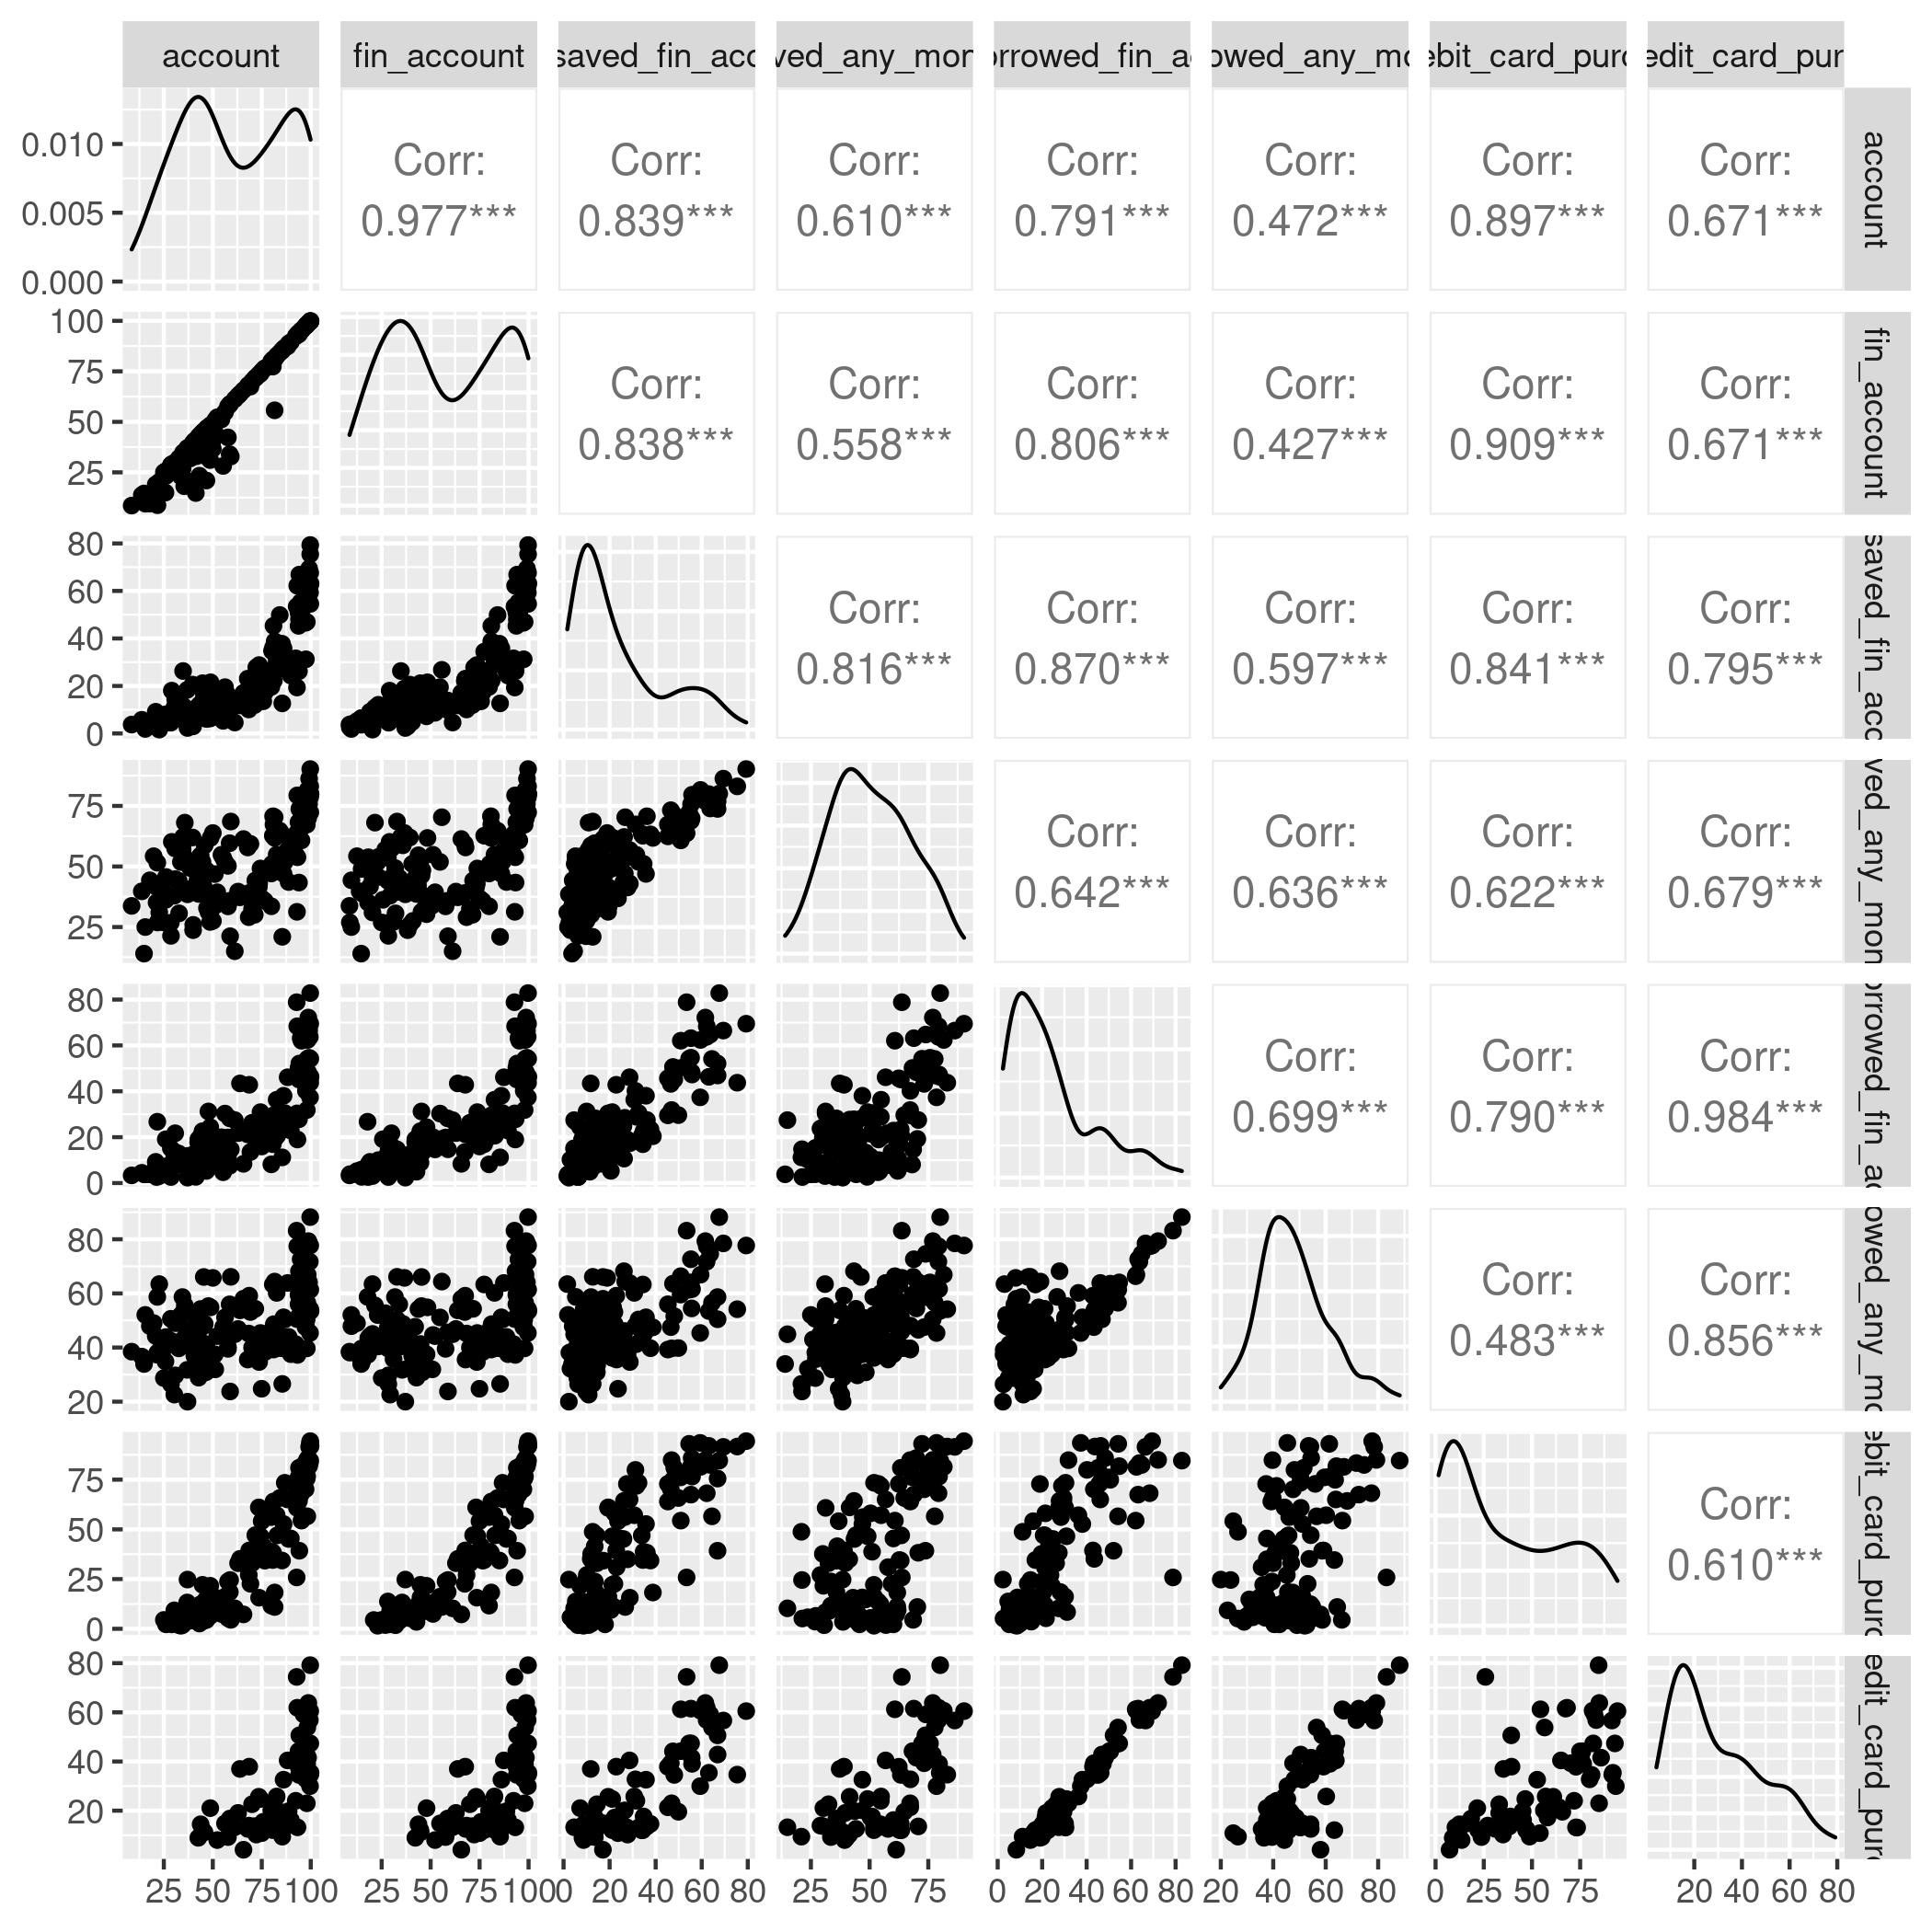 account fin_account saved_fin_acc ved_any_mon orrowed_fin_ac owed_any_mo ebit_card_purc edit_card_pur
0.010
0.005
0.000
Corr: Corr: Corr: Corr: Corr: Corr: Corr:
0.977*** 0.839*** 0.610*** 0.791*** 0.472*** 0.897*** 0.671***
account
100
75
50
25
Corr: Corr: Corr: Corr: Corr: Corr:
0.838*** 0.558*** 0.806*** 0.427*** 0.909*** 0.671***
fin_account
80
60
40
20
0
Corr: Corr: Corr: Corr: Corr:
0.816*** 0.870*** 0.597*** 0.841*** 0.795***
saved_fin_acc
75
50
25
Corr: Corr: Corr: Corr:
0.642*** 0.636*** 0.622*** 0.679***
ved_any_mon
80
60
40
20
0
Corr: Corr: Corr:
0.699*** 0.790*** 0.984***
orrowed_fin_ac
80
60
40
20
Corr: Corr:
0.483*** 0.856***
owed_any_mo
75
50
25
0
Corr:
0.610***
ebit_card_purc
80
60
40
20
edit_card_pur
25 50 75 100 25 50 75 100 0 20 40 60 80 25 50 75 0 20 40 60 80 20 40 60 80 0 25 50 75 20 40 60 80